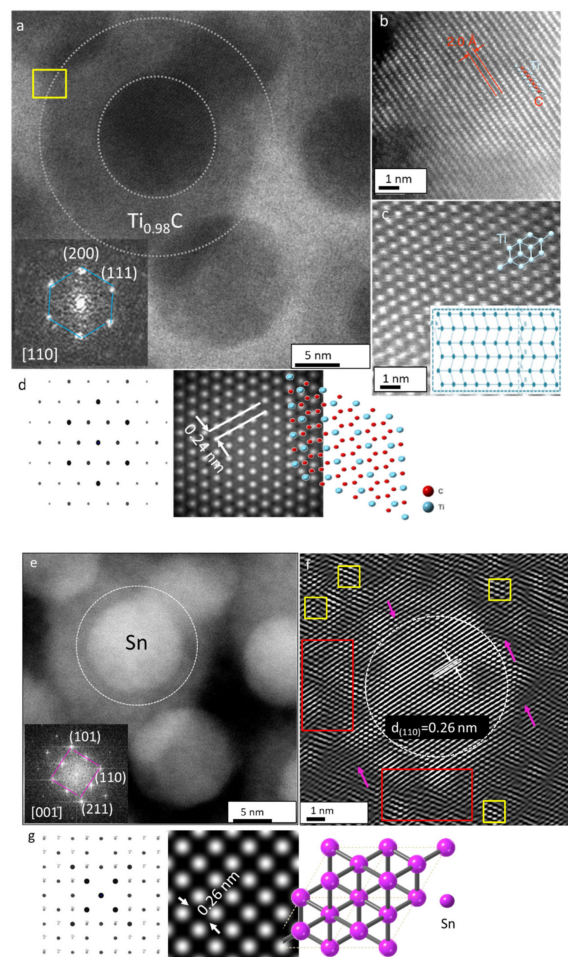 a
Ti0.98C
(200)
(111)
[110]
5 nm
b
Ti
C
1 nm
c
Ti
1 nm
d
0.24 nm
C
Ti
e
Sn
(101)
(110)
(211)
[001]
5 nm
f
d(110)=0.26 nm
1 nm
g
0.26 nm
Sn